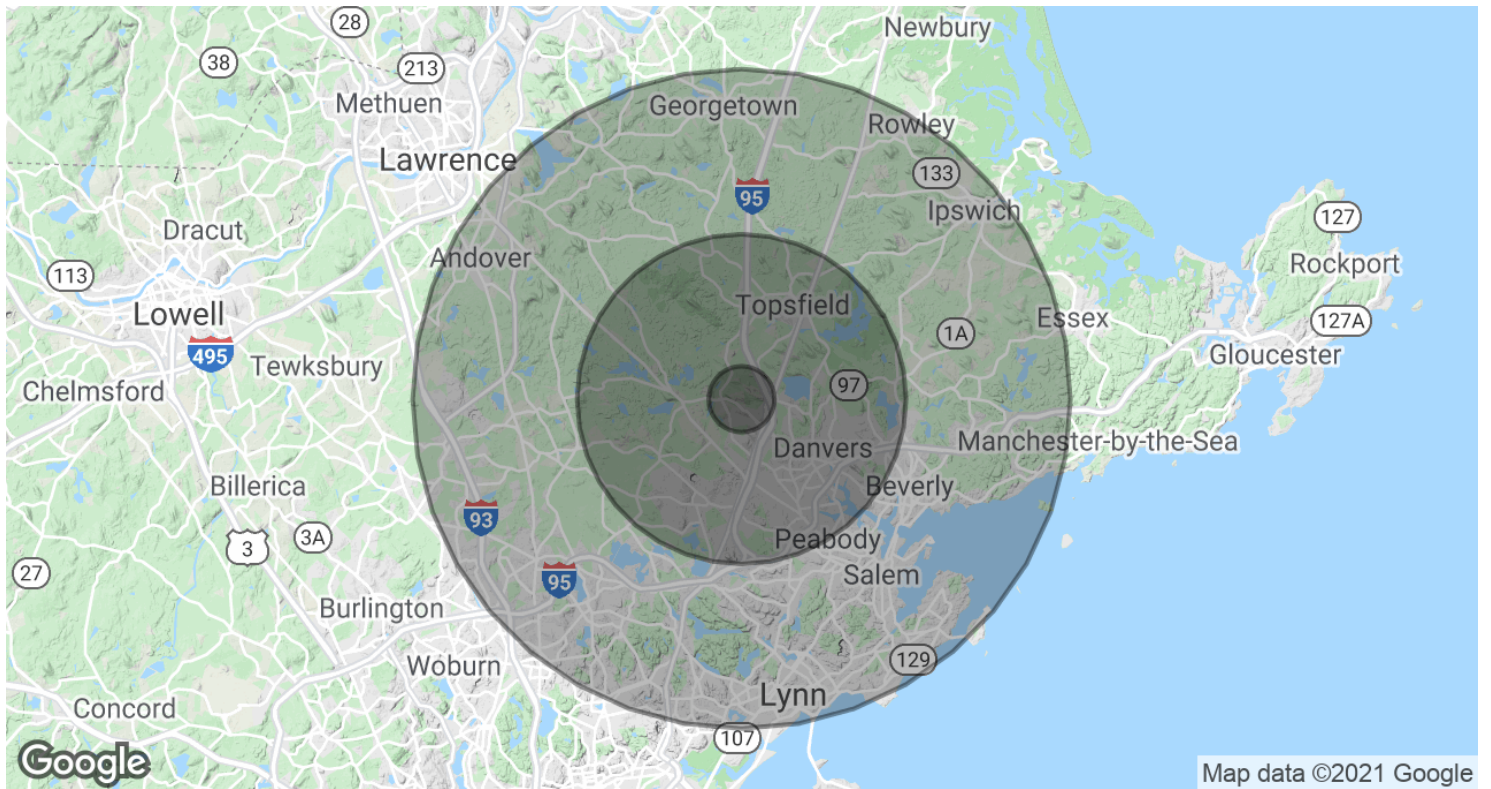 28
Newbury
38
213
Methuen
Georgetown
Rowley
Lawrence
133
95
Ipswich
127
Dracut
Andover
113
Rockport
Topsfield
Lowell
1A
Essex
127A
495
Gloucester
Tewksbury
97
Chelmsford
Danvers
Manchester-by-the-Sea
Billerica
Beverly
93
3A
3
Peabody
27
Salem
95
Burlington
129
Woburn
Lynn
Concord
107
Google
Map data ©2021 Google